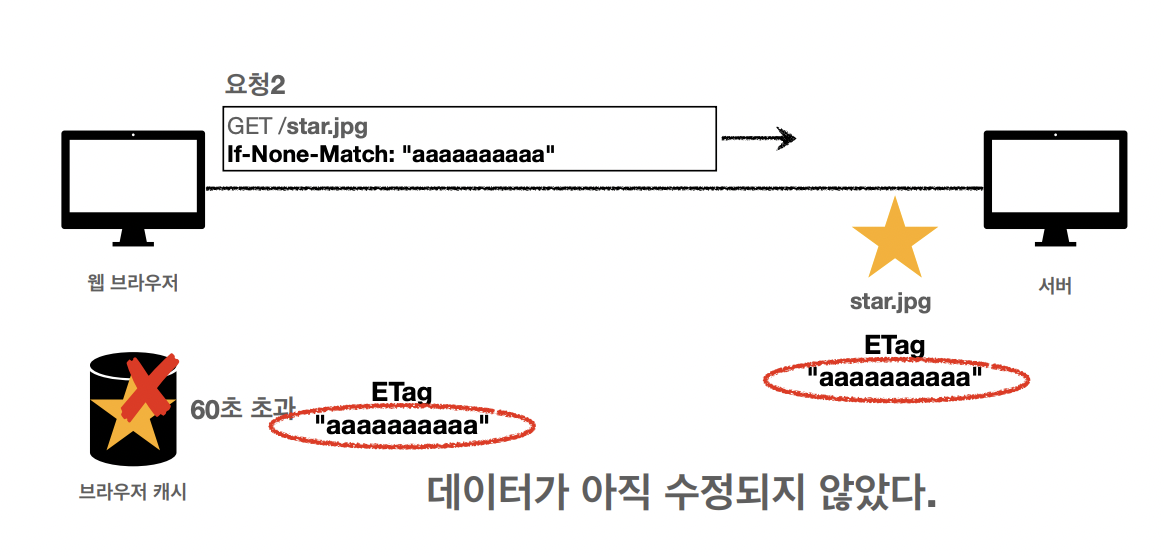 요청2
GET /star.jpg
If-None-Match: "aaaaaaaaaa"
웹 브라우저
서버
star.jpg
ETag
"aaaaaaaaaa"
60초 초과
ETag
"aaaaaaaaaa"
브라우저 캐시
데이터가 아직 수정되지 않았다.